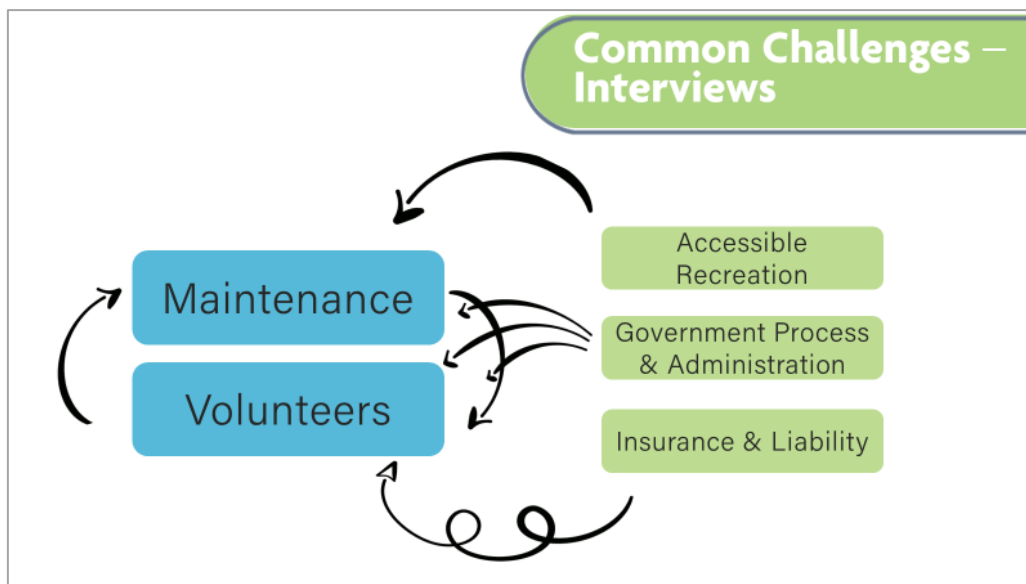 Common Challenges –
Interviews
Maintenance
Volunteers
Accessible
Recreation
Government Process
& Administration
Insurance & Liability